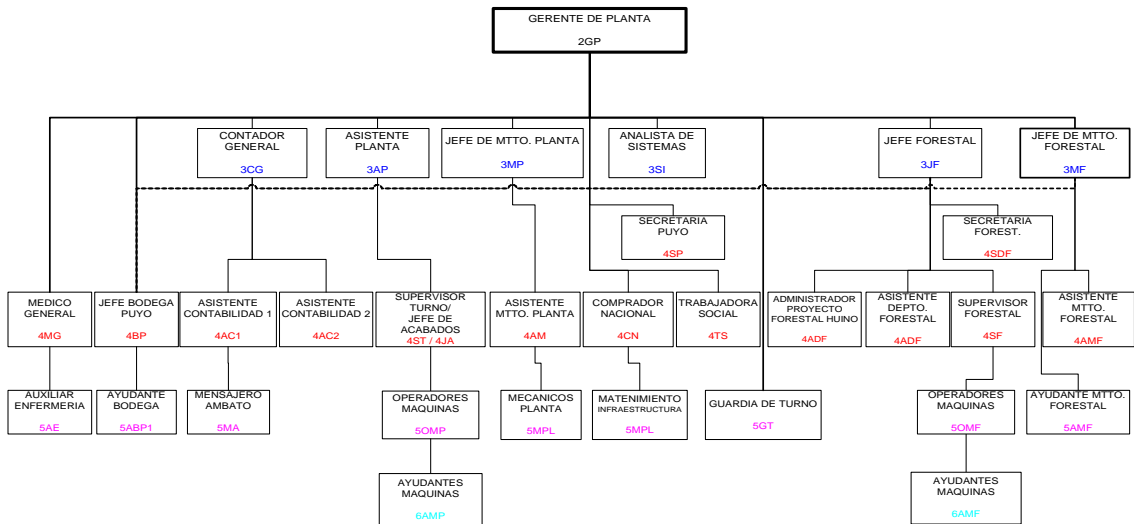 GERENTE DE PLANTA
2GP
CONTADOR
GENERAL
3CG
ASISTENTE
PLANTA
3AP
JEFE DE MTTO. PLANTA
3MP
ANALISTA DE
SISTEMAS
3SI
JEFE FORESTAL
3JF
JEFE DE MTTO.
FORESTAL
3MF
SECRETARIA
PUYO
4SP
SECRETARIA
FOREST.
4SDF
MEDICO
GENERAL
4MG
JEFE BODEGA
PUYO
4BP
ASISTENTE
CONTABILIDAD 1
4AC1
ASISTENTE
CONTABILIDAD 2
4AC2
SUPERVISOR
TURNO/
JEFE DE
ACABADOS
4ST / 4JA
ASISTENTE
MTTO. PLANTA
4AM
COMPRADOR
NACIONAL
4CN
TRABAJADORA
SOCIAL
4TS
ADMINISTRADOR
PROYECTO
FORESTAL HUINO
4ADF
ASISTENTE
DEPTO.
FORESTAL
4ADF
SUPERVISOR
FORESTAL
4SF
ASISTENTE MTTO.
FORESTAL
4AMF
AUXILIAR
ENFERMERIA
5AE
AYUDANTE
BODEGA
5ABP1
MENSAJERO
AMBATO
5MA
OPERADORES
MAQUINAS
5OMP
MECANICOS
PLANTA
5MPL
MATENIMIENTO
INFRAESTRUCTURA
5MPL
GUARDIA DE TURNO
5GT
OPERADORES
MAQUINAS
5OMF
AYUDANTE MTTO.
FORESTAL
5AMF
AYUDANTES
MAQUINAS
6AMP
AYUDANTES
MAQUINAS
6AMF